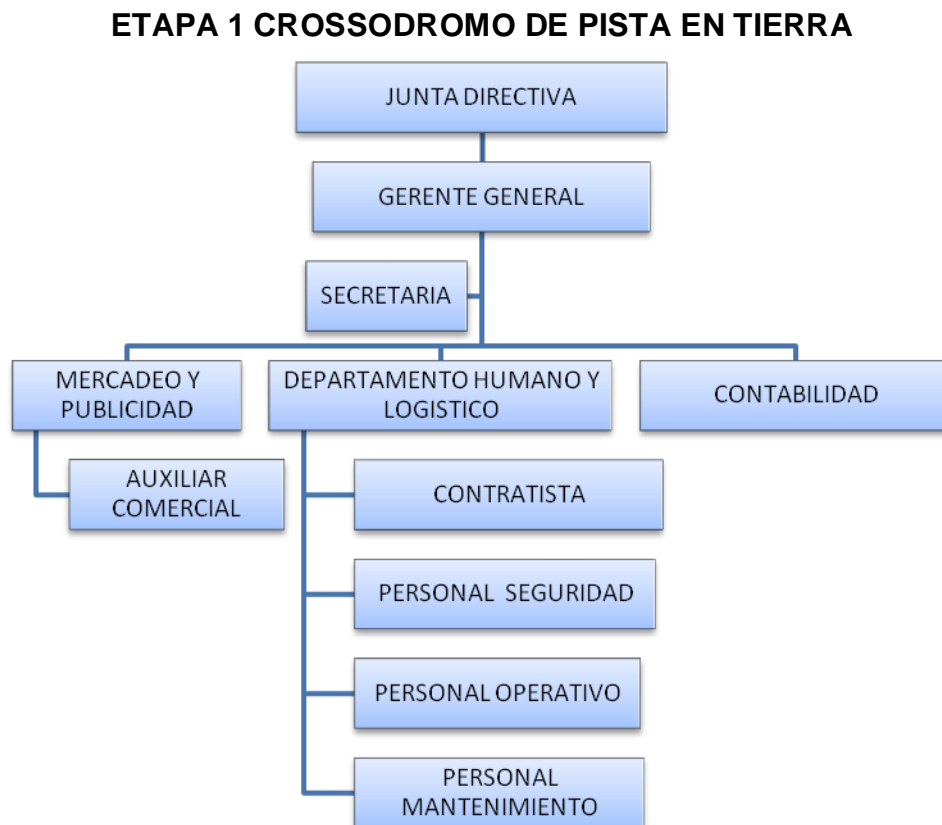 ETAPA 1 CROSSODROMO DE PISTA EN TIERRA
JUNTA DIRECTIVA
GERENTE GENERAL
SECRETARIA
MERCADEO Y
PUBLICIDAD
DEPARTAMENTO HUMANO Y
LOGISTICO
CONTABILIDAD
AUXILIAR
COMERCIAL
CONTRATISTA
PERSONAL SEGURIDAD
PERSONAL OPERATIVO
PERSONAL
MANTENIMIENTO